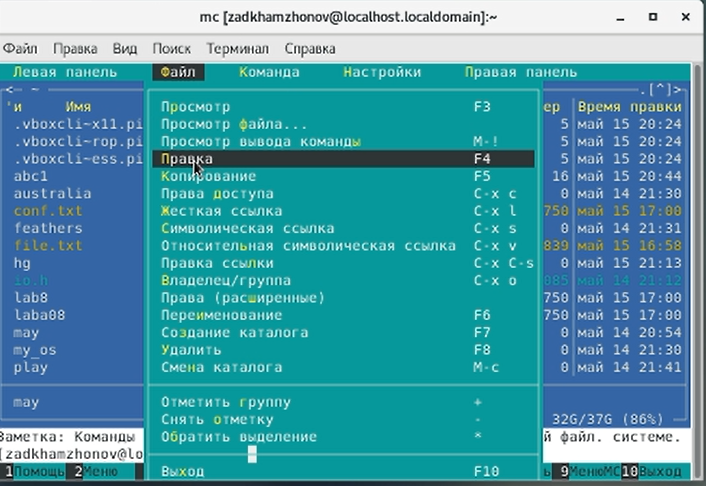 mc [zadkhamzhonov@localhost.localdomain]:~
Файл Правка Вид Поиск Терминал Справка
Левая панель Файл Команда Настройки Правая панель
<— ~ .[^]>
'и Имя Просмотр F3 ер Время правки
.vboxcli~x11.pi Просмотр файла... 5 май 15 20:24
.vboxcli~rop.pi Просмотр вывода команды M-! 5 май 15 20:24
.vboxcli~ess.pi Правка F4 5 май 15 20:24
abc1 Копирование F5 16 май 15 20:44
australia Права доступа C-x c 0 май 14 21:30
conf.txt Жесткая ссылка C-x l 750 май 15 17:00
feathers Символическая ссылка C-x s 0 май 14 21:31
file.txt Относительная символическая ссылка C-x v 839 май 15 16:58
hg Правка ссылки C-x C-s 0 май 15 21:13
io.h Владелец/группа C-x o 085 май 14 21:12
lab8 Права (расширенные) 750 май 15 17:00
laba08 Переименование F6 750 май 15 17:00
may Создание каталога F7 0 май 14 20:54
my_os Удалить F8 0 май 14 21:30
play Смена каталога M-c 0 май 14 21:41
may Отметить группу +
Снять отметку - 32G/37G (86%)
Заметка: Команды Обратить выделение * й файл. системе.
[zadkhamzhonov@lo
1Помощь 2Меню Выход F10 ь 9МенюMC 10Выход